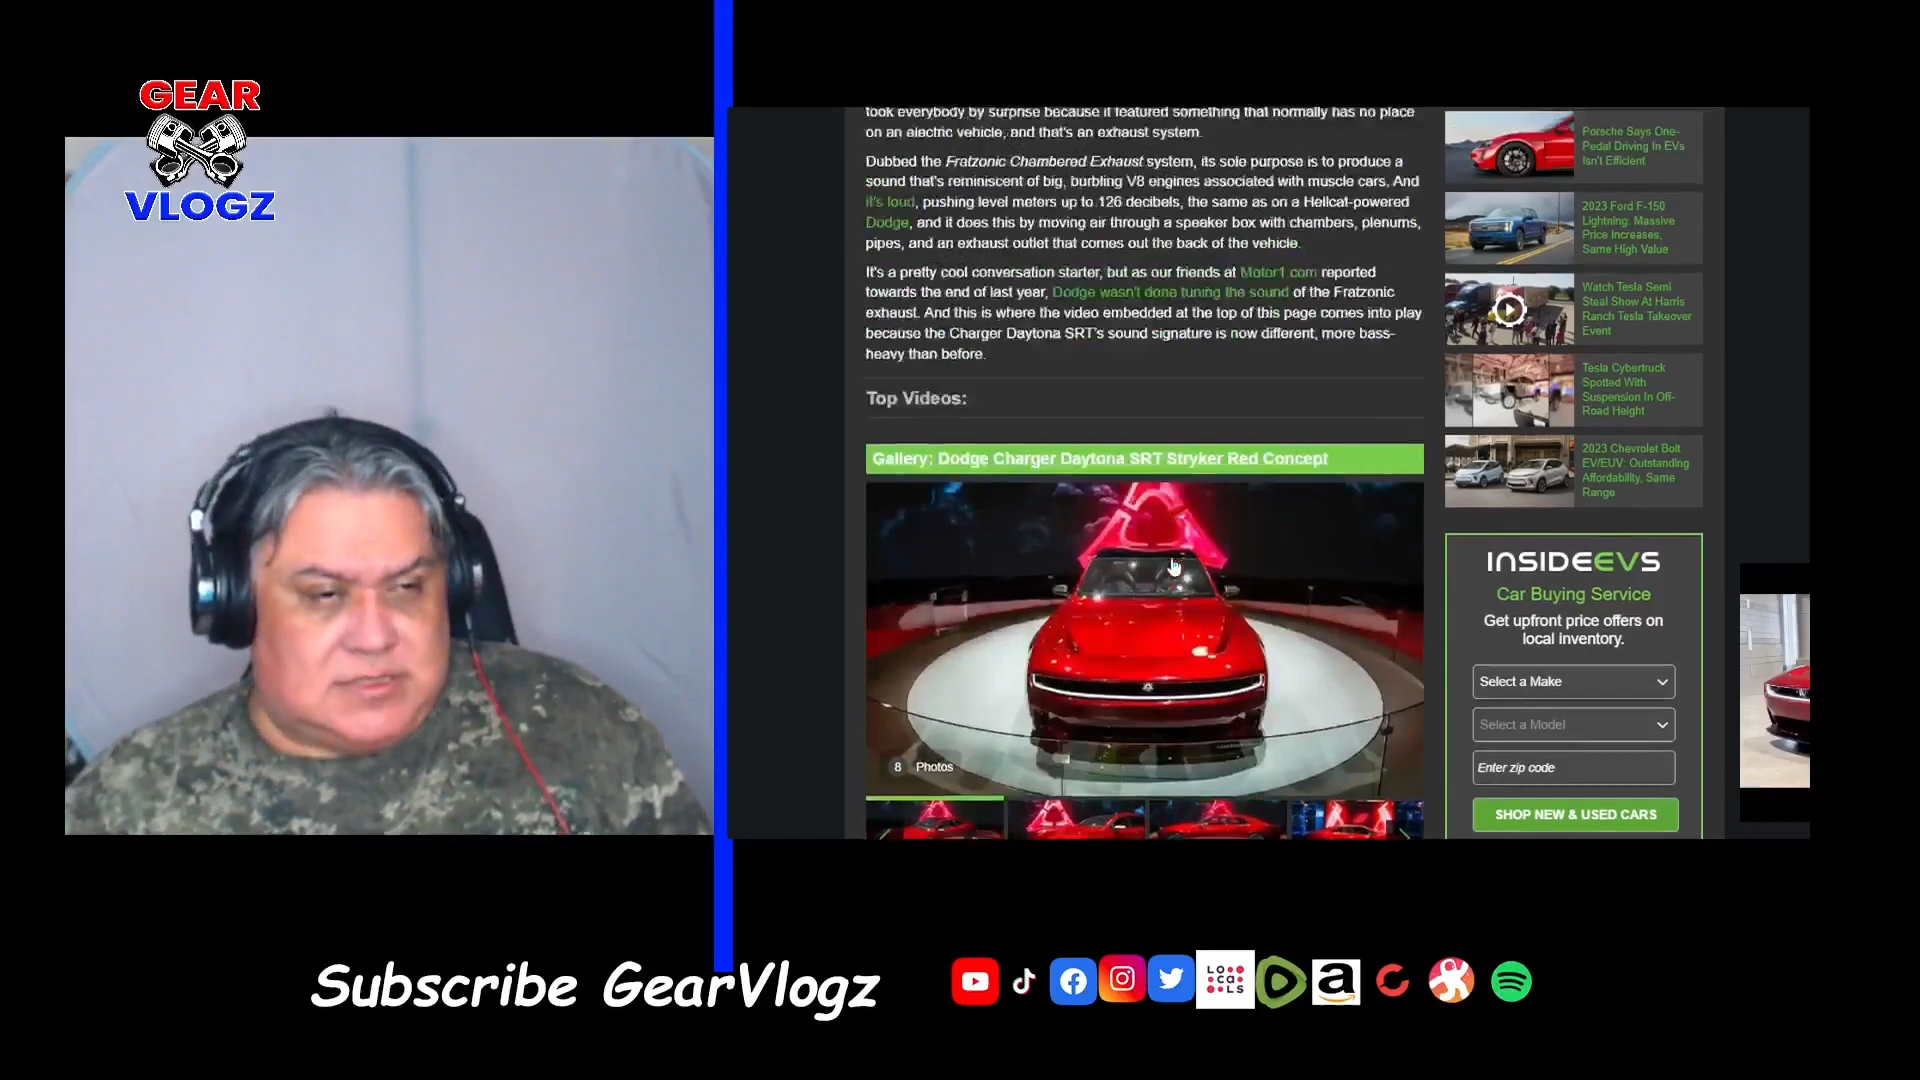 GEAR
VLOGZ
took everybody by surprise because it featured something that normally has no place
on an electric vehicle, and that's an exhaust system.
Dubbed the Fratzonic Chambered Exhaust system, its sole purpose is to produce a
sound that's reminiscent of big, burbling V8 engines associated with muscle cars. And
it's loud, pushing level meters up to 126 decibels, the same as on a Hellcat-powered
Dodge, and it does this by moving air through a speaker box with chambers, plenums,
pipes, and an exhaust outlet that comes out the back of the vehicle.
It's a pretty cool conversation starter, but as our friends at Motor1.com reported
towards the end of last year, Dodge wasn't done tuning the sound of the Fratzonic
exhaust. And this is where the video embedded at the top of this page comes into play
because the Charger Daytona SRT's sound signature is now different, more bass-
heavy than before.
Top Videos:
Gallery: Dodge Charger Daytona SRT Stryker Red Concept
8 Photos
Porsche Says One-
Pedal Driving In EVs
Isn't Efficient
2023 Ford F-150
Lightning: Massive
Price Increases,
Same High Value
Watch Tesla Semi
Steal Show At Harris
Ranch Tesla Takeover
Event
Tesla Cybertruck
Spotted With
Suspension In Off-
Road Height
2023 Chevrolet Bolt
EV/EUV: Outstanding
Affordability, Same
Range
INSIDEEVS
Car Buying Service
Get upfront price offers on
local inventory.
Select a Make
Select a Model
Enter zip code
SHOP NEW & USED CARS
Subscribe GearVlogz
LO
CA
LS
a